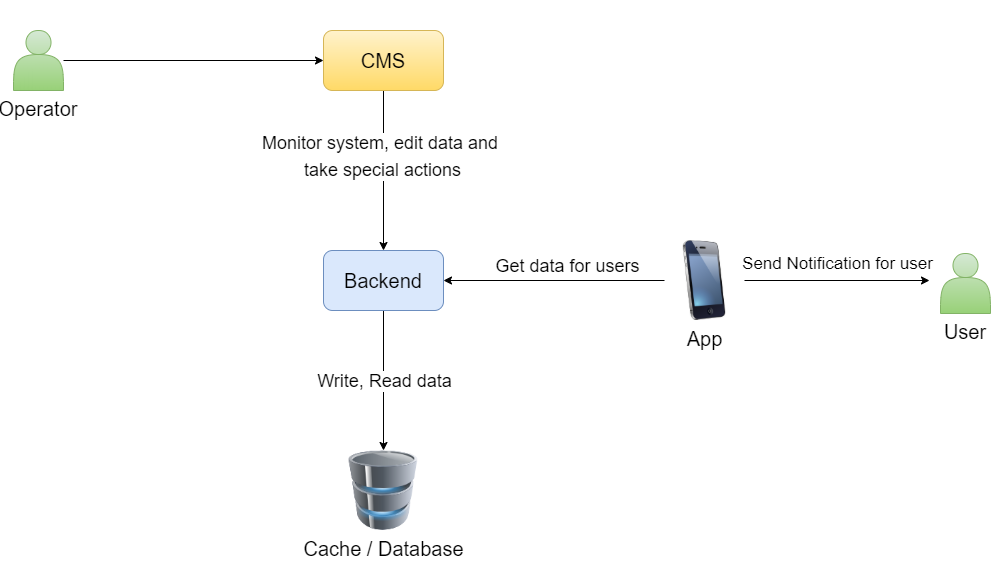 CMS
Operator
Monitor system, edit data and
take special actions
Backend
Get data for users
Send Notification for user
App
User
Write, Read data
Cache / Database